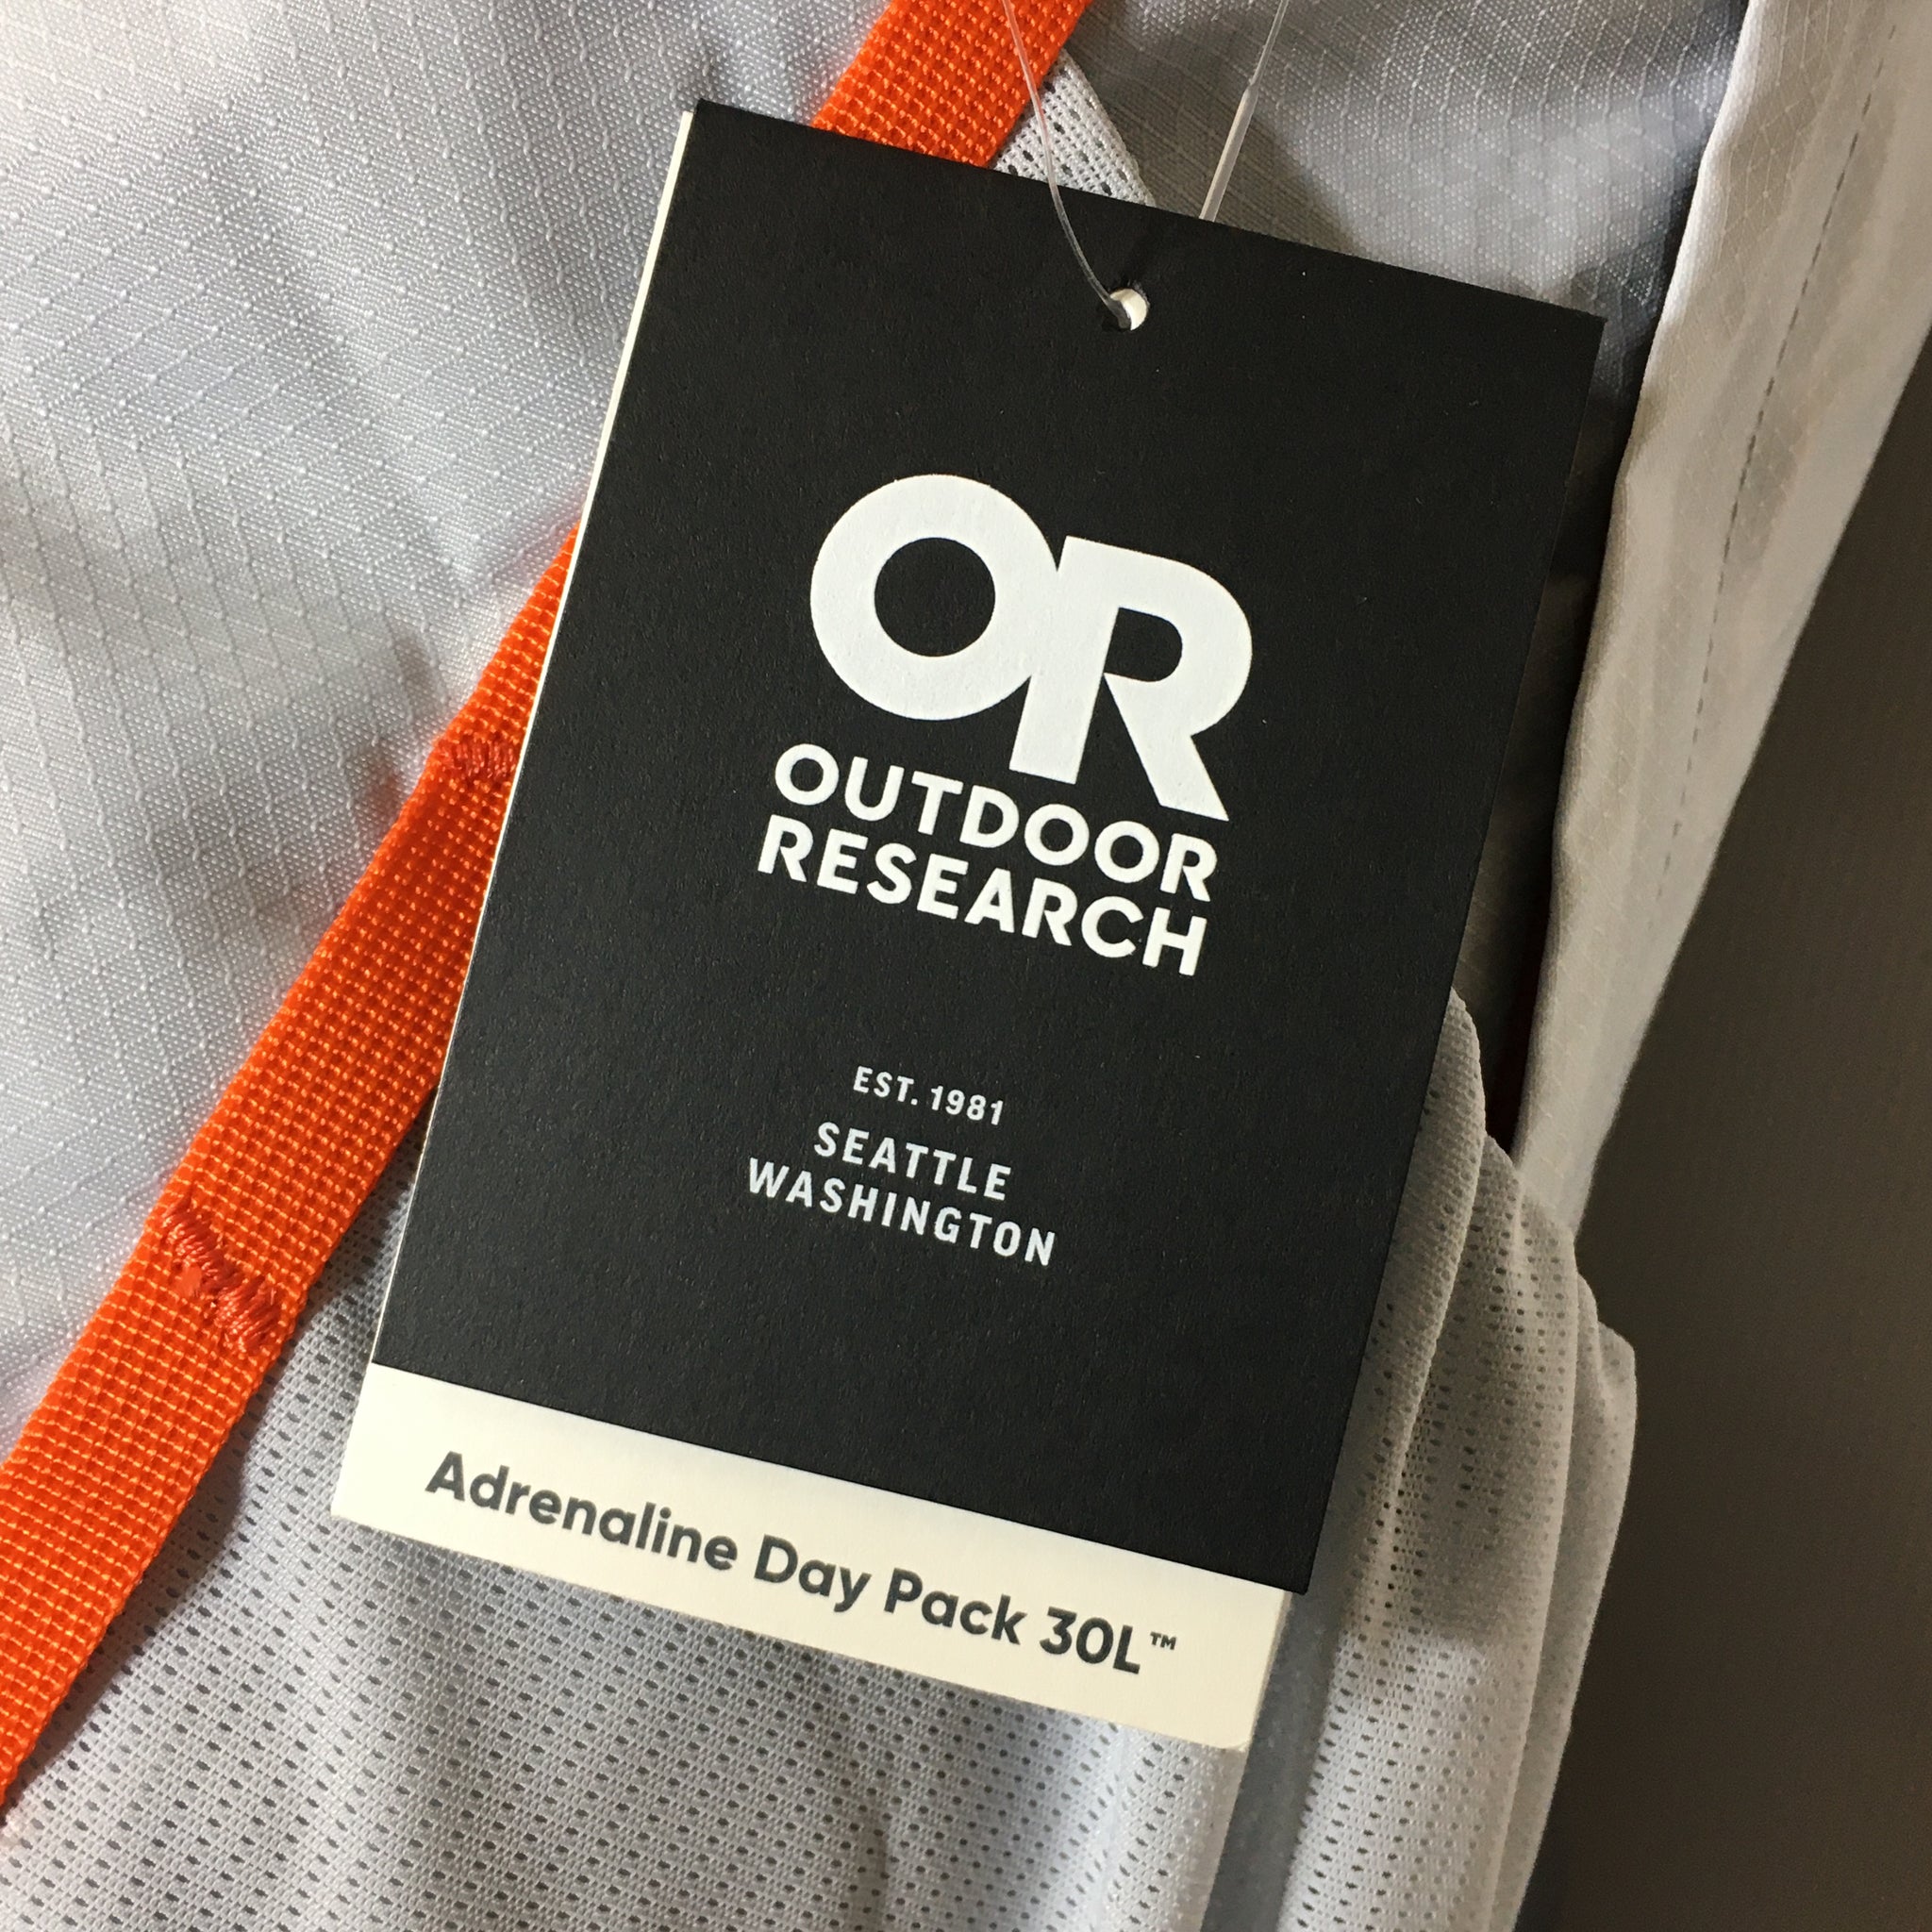 OR
OUTDOOR
RESEARCH
EST. 1981
SEATTLE
WASHINGTON
Adrenaline Day Pack 30L™